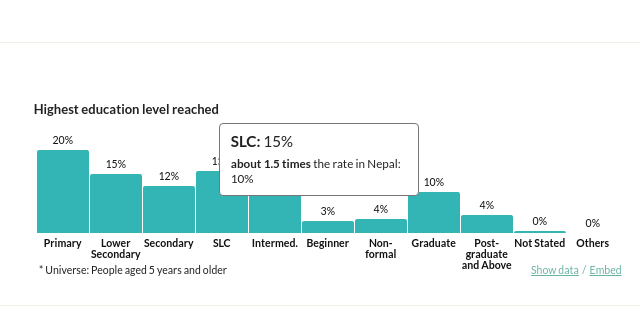 Highest education level reached
SLC: 15%
about 1.5 times the rate in Nepal:
10%
20%
15%
12%
3%
4%
10%
4%
0%
0%
Primary
Lower
Secondary
Secondary
SLC
Intermed.
Beginner
Non-
formal
Graduate
Post-
graduate
and Above
Not Stated
Others
* Universe: People aged 5 years and older
Show data / Embed